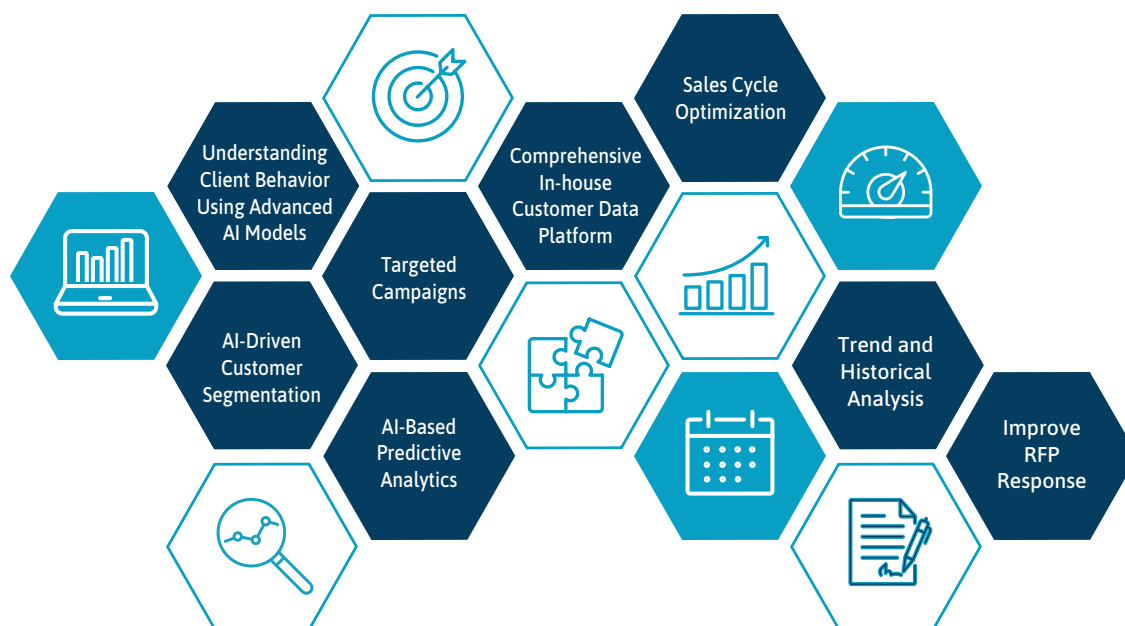 Understanding
Client Behavior
Using Advanced
AI Models
Comprehensive
In-house
Customer Data
Platform
Sales Cycle
Optimization
Targeted
Campaigns
AI-Driven
Customer
Segmentation
AI-Based
Predictive
Analytics
Trend and
Historical
Analysis
Improve
RFP
Response